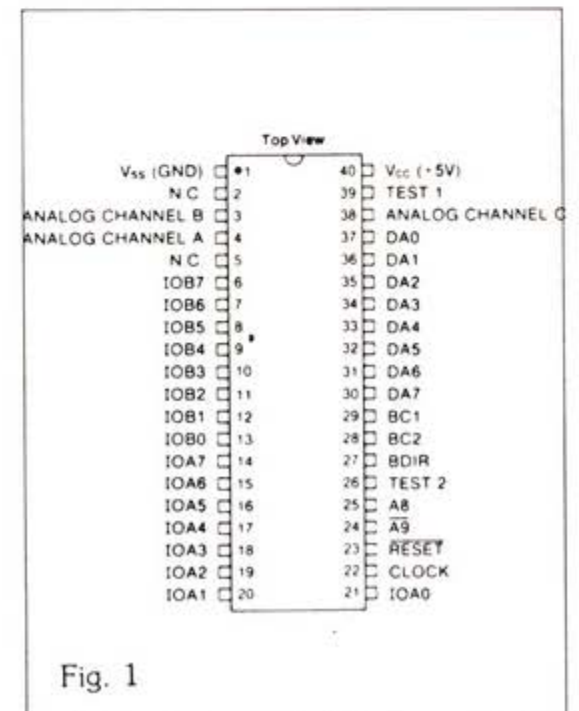 Top View
Vss (GND) 1 40 Vcc (+5V)
NC 2 39 TEST 1
ANALOG CHANNEL B 3 38 ANALOG CHANNEL C
ANALOG CHANNEL A 4 37 DA0
NC 5 36 DA1
IOB7 6 35 DA2
IOB6 7 34 DA3
IOB5 8 33 DA4
IOB4 9 32 DA5
IOB3 10 31 DA6
IOB2 11 30 DA7
IOB1 12 29 BC1
IOB0 13 28 BC2
IOA7 14 27 BDIR
IOA6 15 26 TEST 2
IOA5 16 25 A8
IOA4 17 24 A̅9̅
IOA3 18 23 R̅E̅S̅E̅T̅
IOA2 19 22 CLOCK
IOA1 20 21 IOA0
Fig. 1